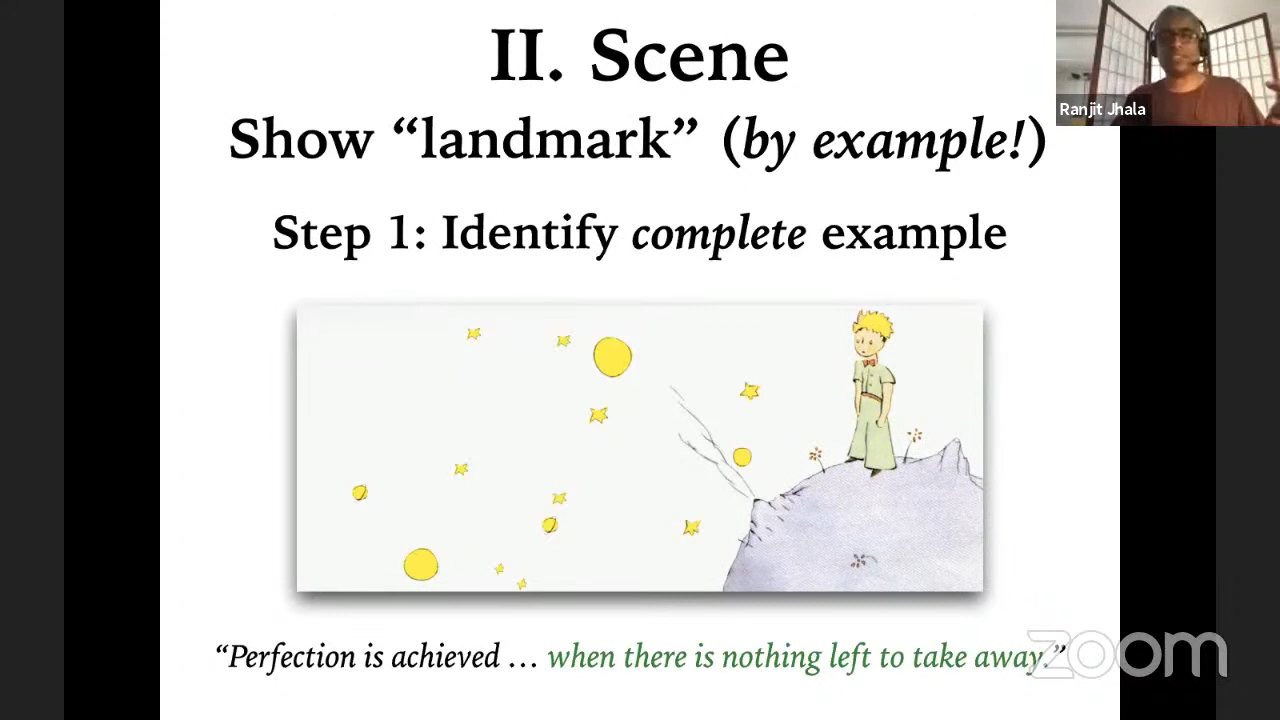 II. Scene
Show “landmark” (by example!)
Ranjit Jhala
Step 1: Identify complete example
“Perfection is achieved … when there is nothing left to take away.”
zoom